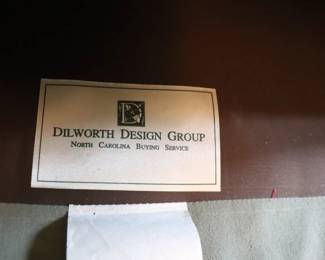 D
DILWORTH DESIGN GROUP
NORTH CAROLINA BUYING SERVICE